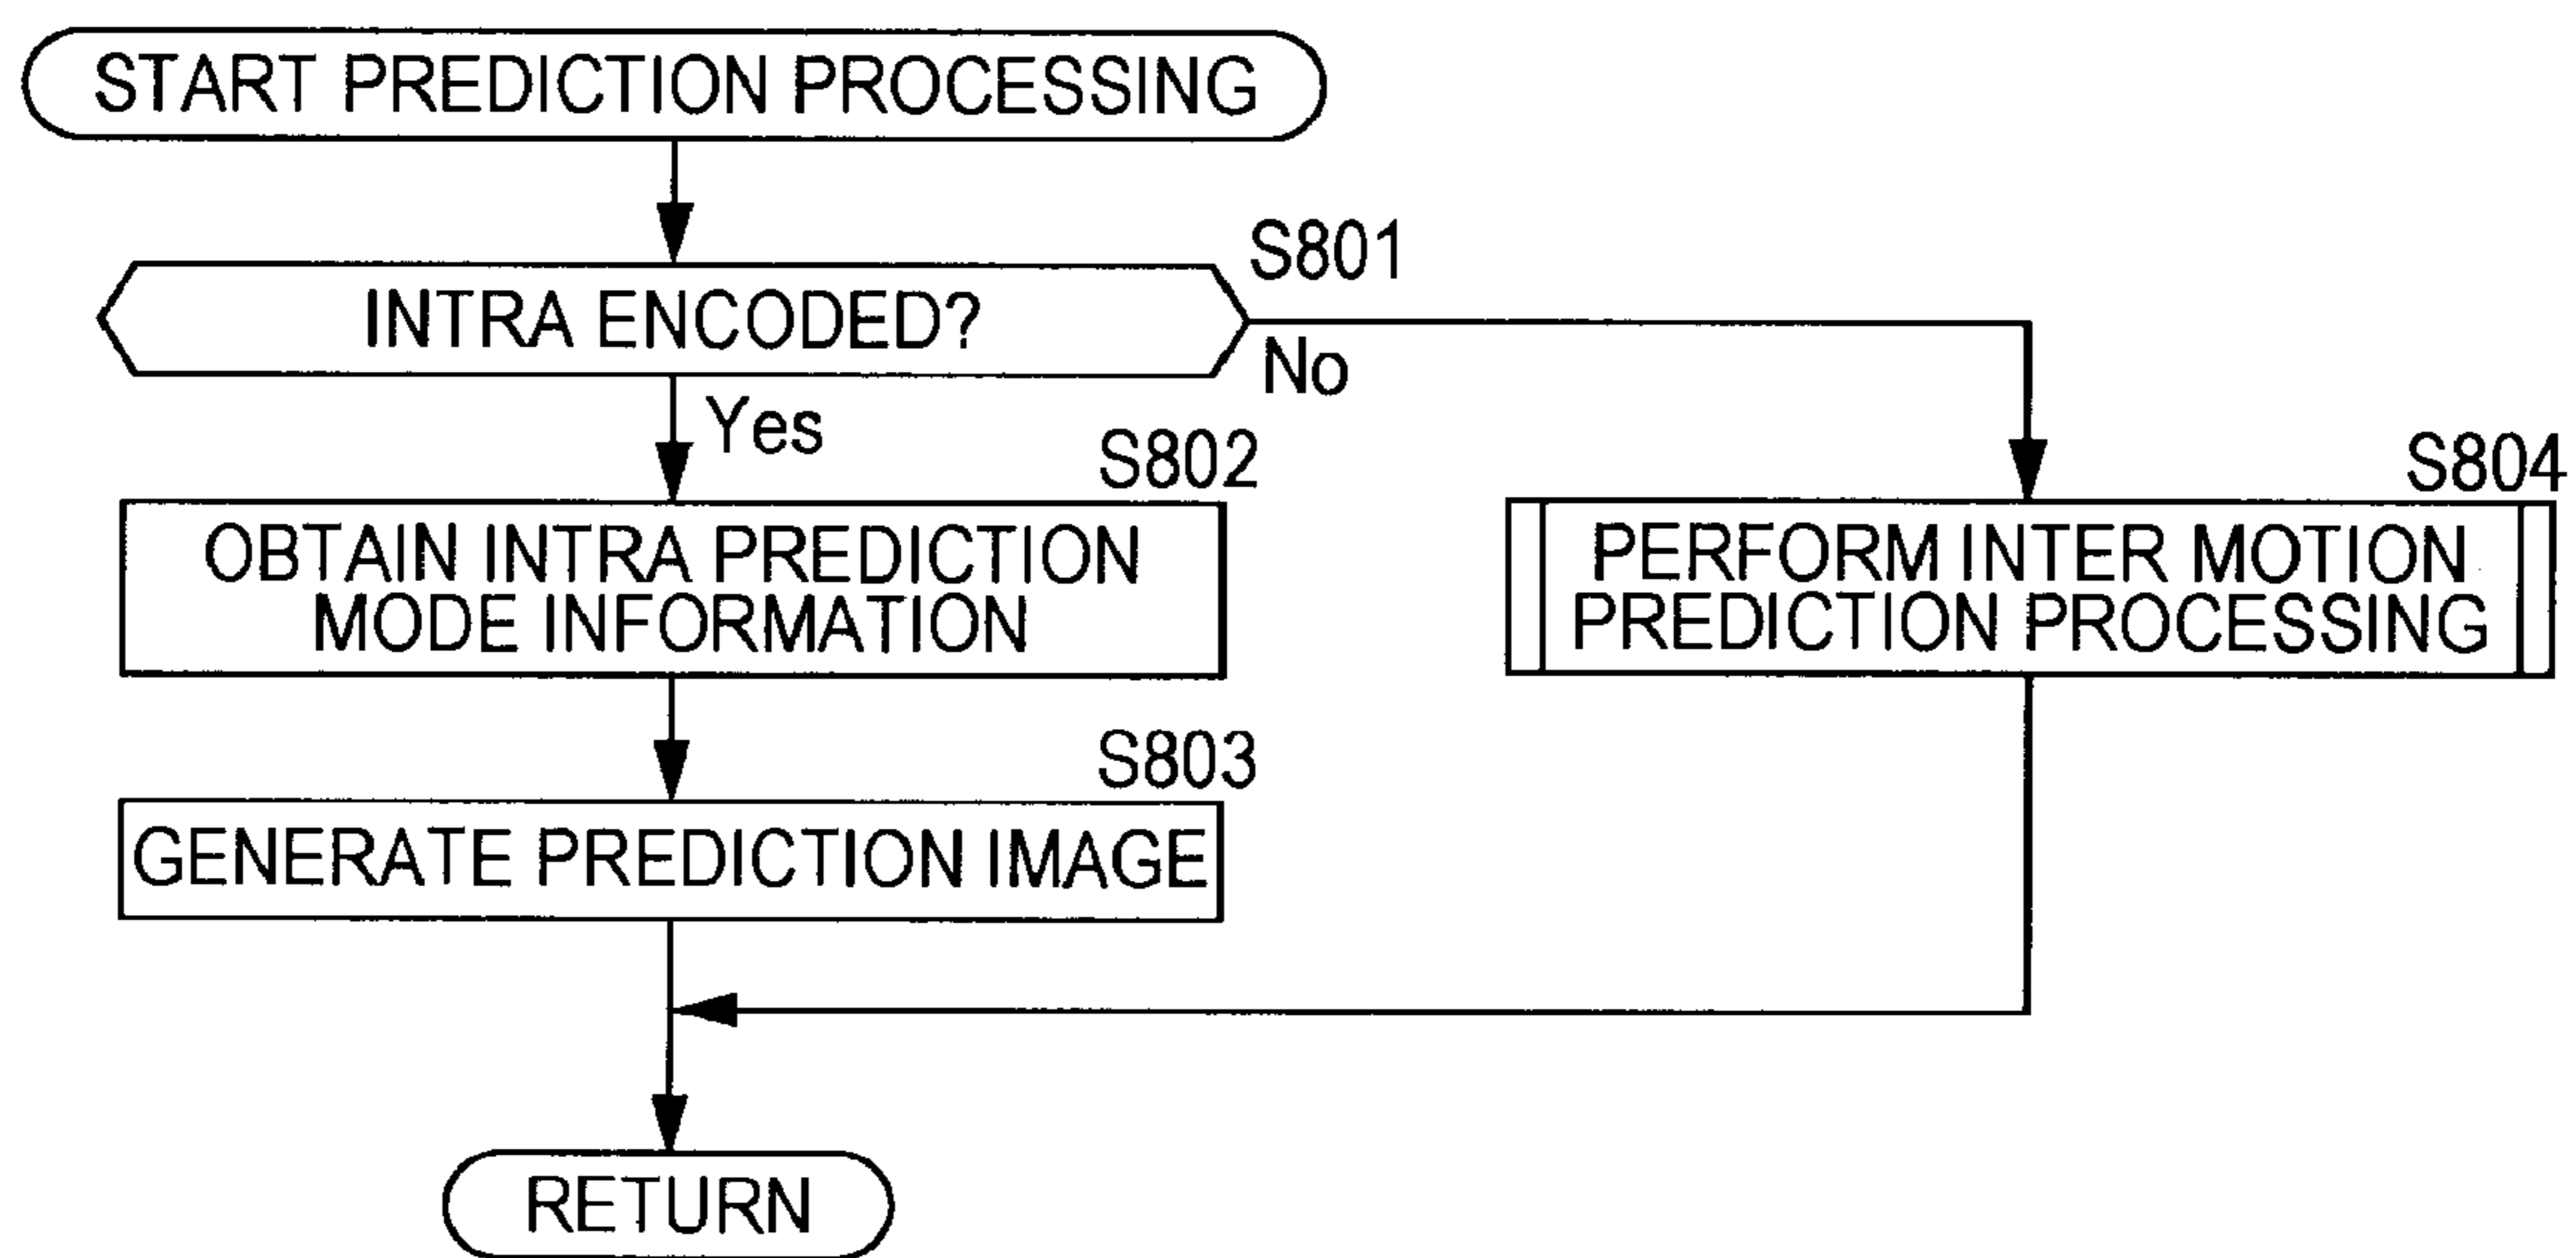 START PREDICTION PROCESSING
S801
INTRA ENCODED?
No
Yes
S802
OBTAIN INTRA PREDICTION
MODE INFORMATION
S804
PERFORM INTER MOTION
PREDICTION PROCESSING
S803
GENERATE PREDICTION IMAGE
RETURN